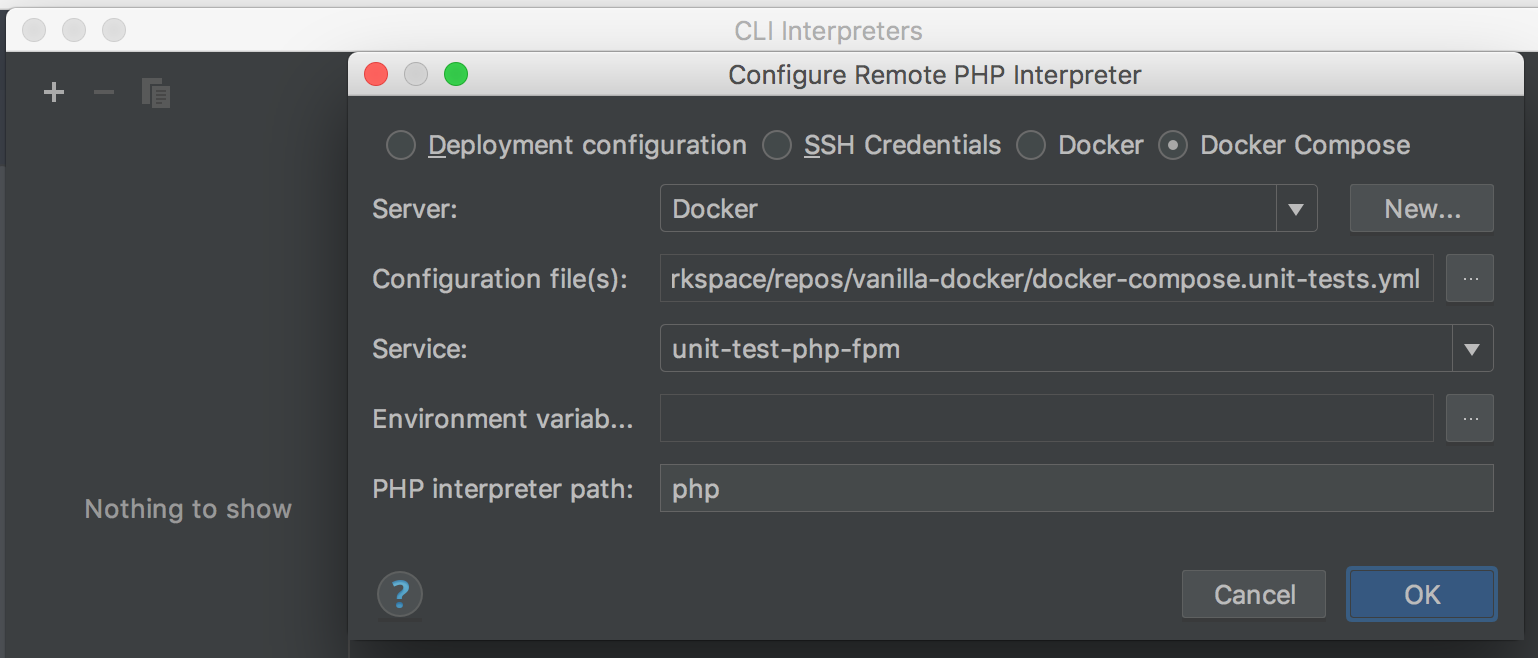 CLI Interpreters
Configure Remote PHP Interpreter
Deployment configuration SSH Credentials Docker Docker Compose
Server: Docker New...
Configuration file(s): rkspace/repos/vanilla-docker/docker-compose.unit-tests.yml ...
Service: unit-test-php-fpm
Environment variab... ...
PHP interpreter path: php
Nothing to show
? Cancel OK